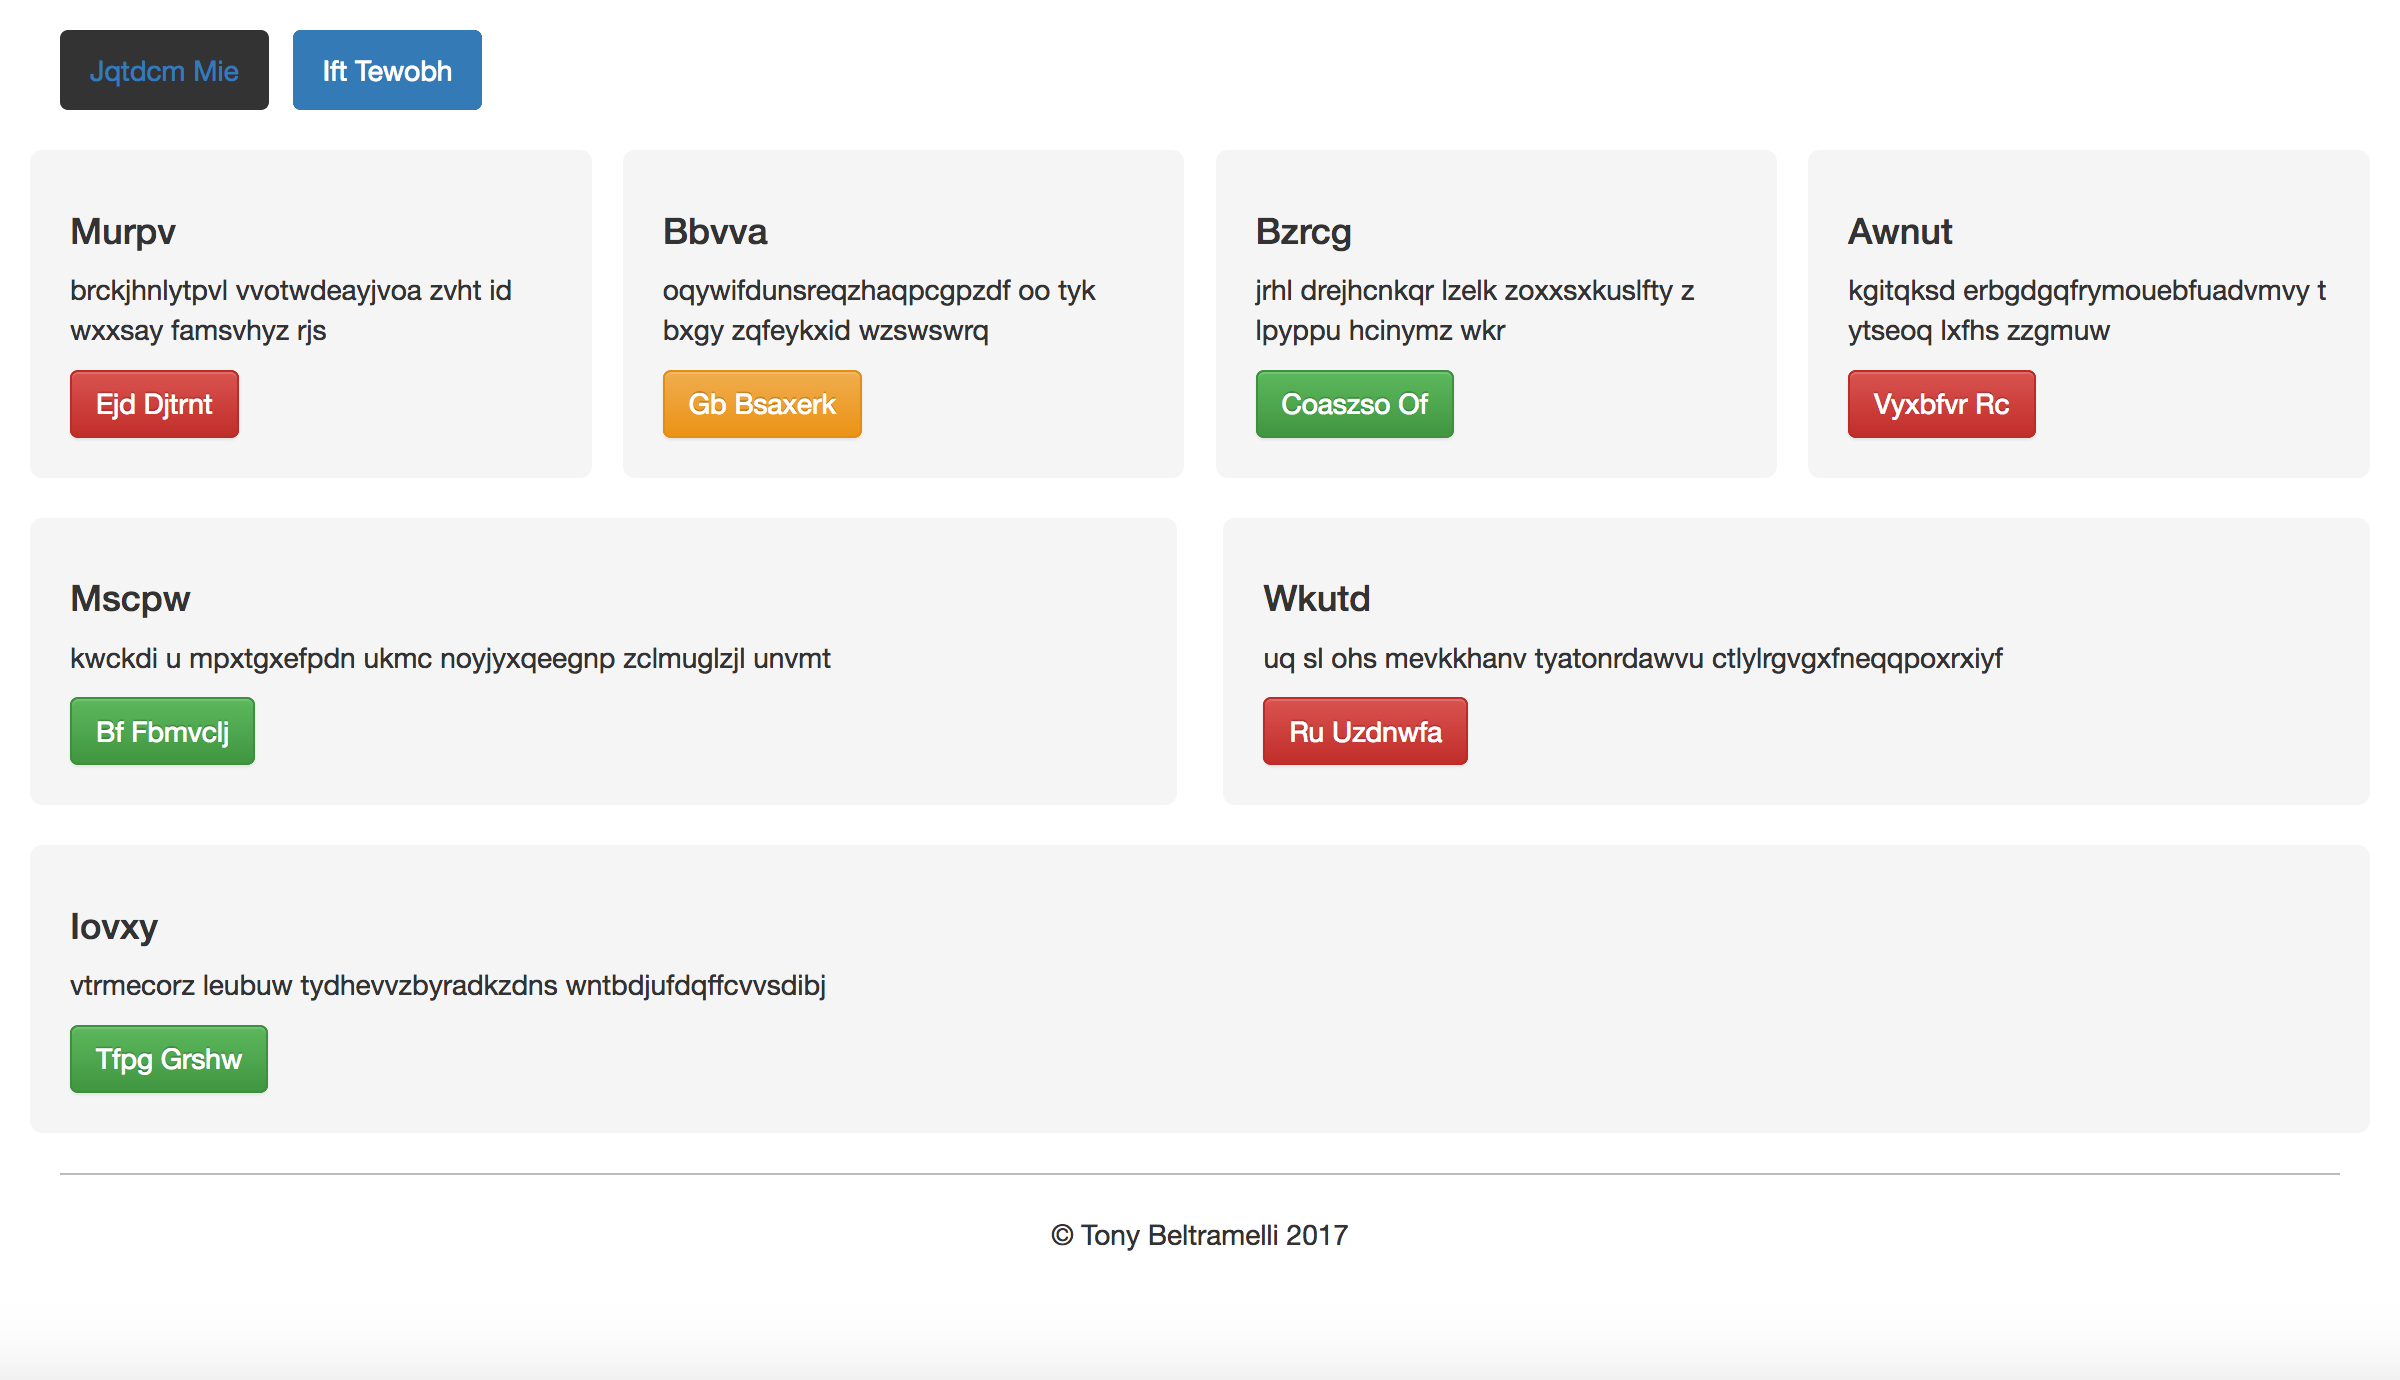 Jqtdcm Mie
Ift Tewobh
Murpv
brckjhnlytpvl vvotwdeayjvoa zvht id
wxxsay famsvhyz rjs
Ejd Djtrnt
Bbvva
oqywifdunsreqzhaqpcgpzdf oo tyk
bxgy zqfeykxid wzswswrq
Gb Bsaxerk
Bzrcg
jrhl drejhcnkqr lzelk zoxxsxkuslfty z
lpyppu hcinymz wkr
Coaszso Of
Awnut
kgitqksd erbgdgqfrymouebfuadvmvy t
ytseoq lxfhs zzgmuw
Vyxbfvr Rc
Mscpw
kwckdi u mpxtgxefpdn ukmc noyjyxqeegnp zclmuglzjl unvmt
Bf Fbmvclj
Wkutd
uq sl ohs mevkkhanv tyatonrdawvu ctlylrgvgxfneqqpoxrxiyf
Ru Uzdnwfa
Iovxy
vtrmecorz leubuw tydhevvzbyradkzdns wntbdjufdqffcvvsdibj
Tfpg Grshw
© Tony Beltramelli 2017